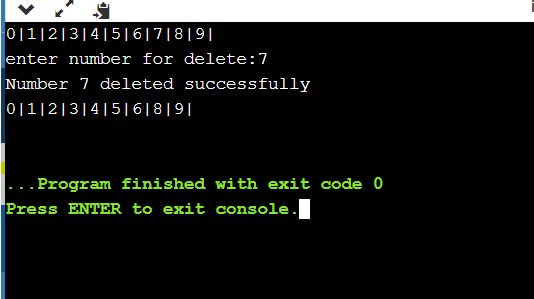 0|1|2|3|4|5|6|7|8|9|
enter number for delete:7
Number 7 deleted successfully
0|1|2|3|4|5|6|8|9|
...Program finished with exit code 0
Press ENTER to exit console.